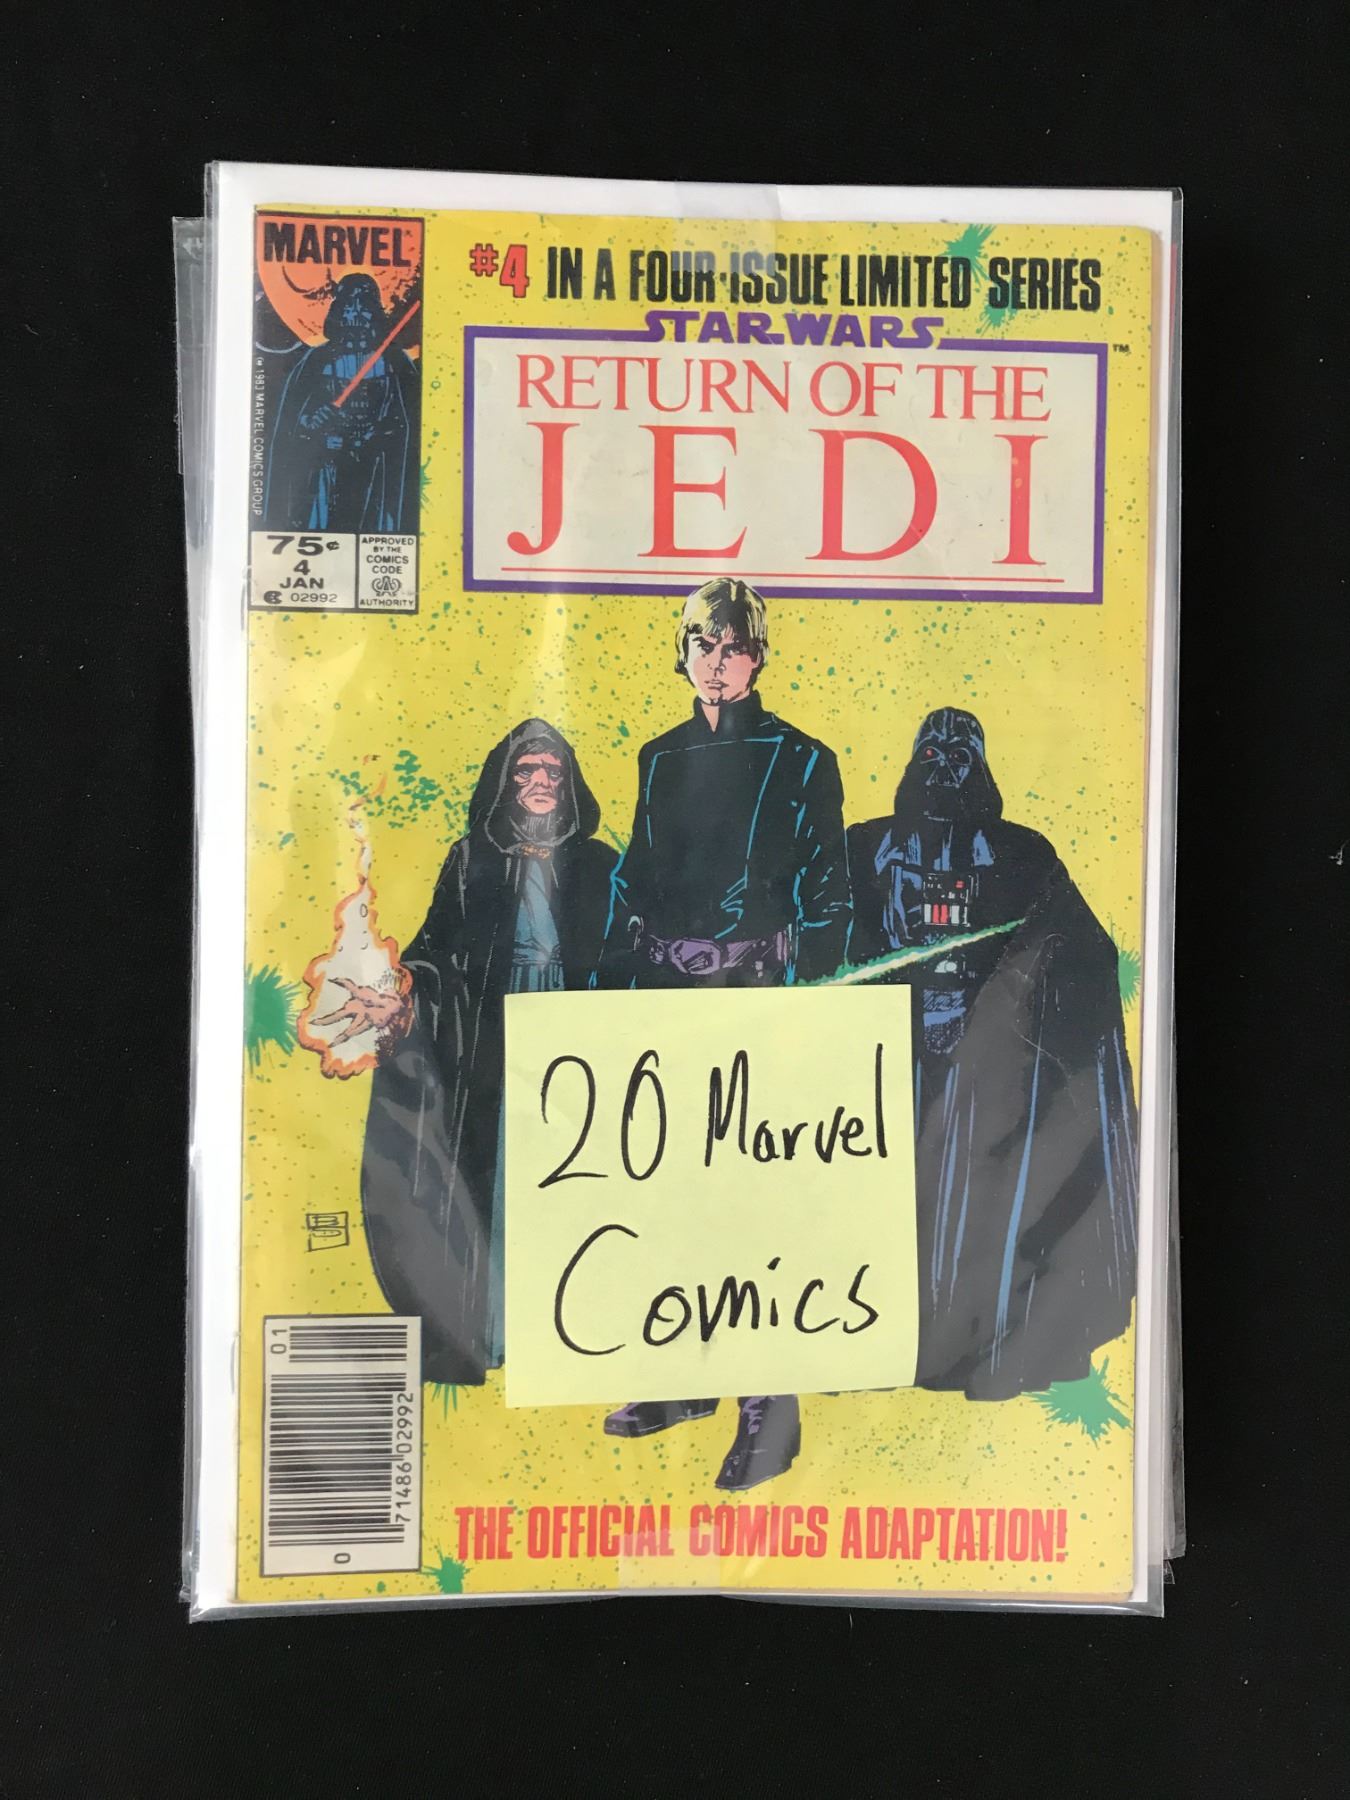 MARVEL
© 1983 MARVEL COMICS GROUP
75¢
4
JAN
02992
APPROVED
BY THE
COMICS
CODE
AUTHORITY
#4 IN A FOUR-ISSUE LIMITED SERIES
STAR WARS ™
RETURN OF THE
JEDI
20 Marvel
Comics
01
71486 02992
0
THE OFFICIAL COMICS ADAPTATION!